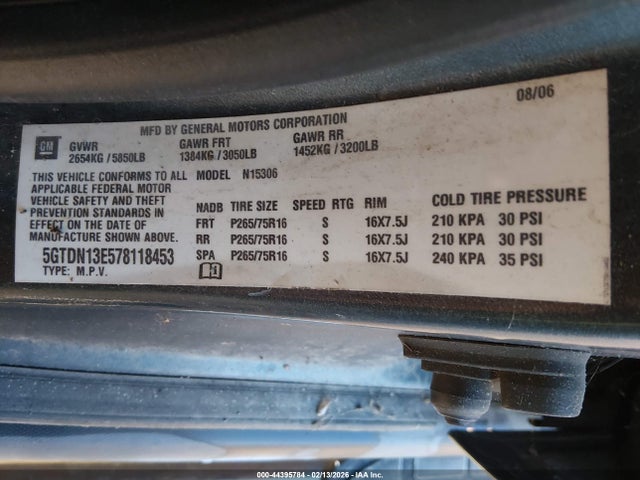 08/06
MFD BY GENERAL MOTORS CORPORATION
GM GVWR GAWR FRT GAWR RR
2654KG / 5850LB 1384KG / 3050LB 1452KG / 3200LB
THIS VEHICLE CONFORMS TO ALL MODEL N15306
APPLICABLE FEDERAL MOTOR
VEHICLE SAFETY AND THEFT
PREVENTION STANDARDS IN
EFFECT ON THE DATE OF
MANUFACTURE SHOWN ABOVE.
5GTDN13E578118453
TYPE: M.P.V.
NADB TIRE SIZE SPEED RTG RIM COLD TIRE PRESSURE
FRT P265/75R16 S 16X7.5J 210 KPA 30 PSI
RR P265/75R16 S 16X7.5J 210 KPA 30 PSI
SPA P265/75R16 S 16X7.5J 240 KPA 35 PSI
000-44395784 - 02/13/2026 - IAA Inc.